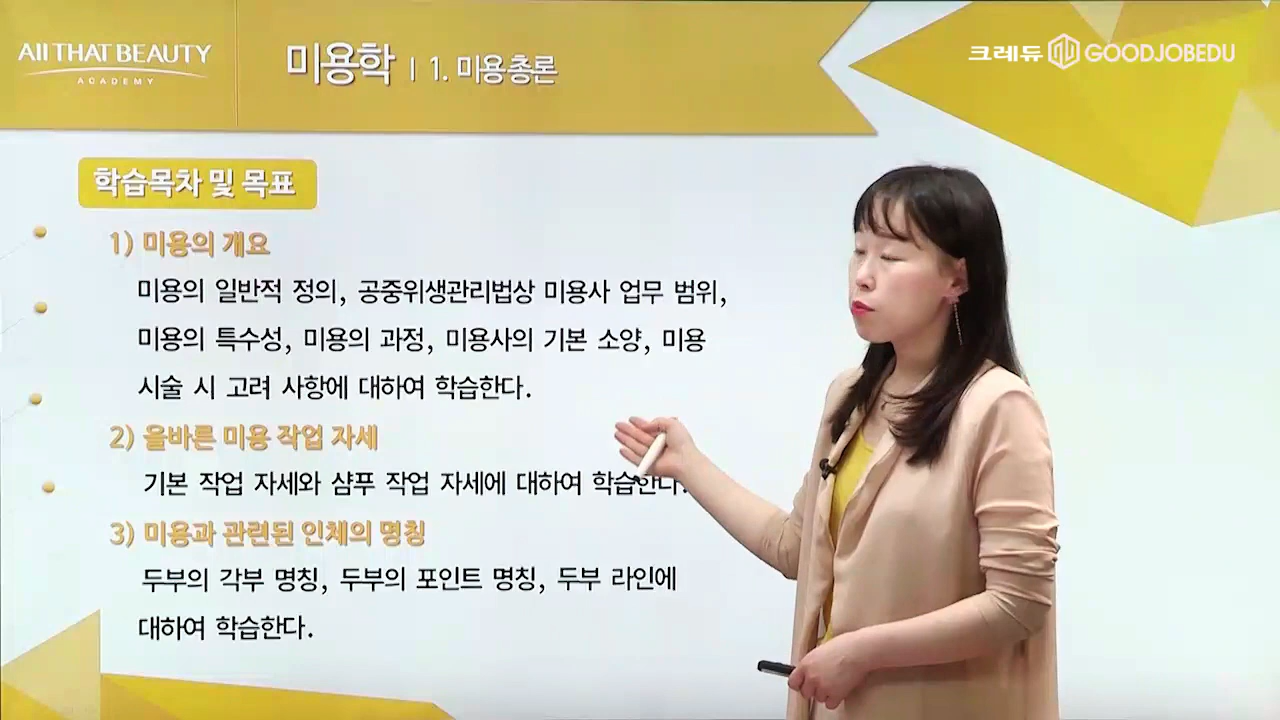 All THAT BEAUTY
ACADEMY
미용학 | 1. 미용총론
크레듀 GOODJOBEDU
학습목차 및 목표
1) 미용의 개요
미용의 일반적 정의, 공중위생관리법상 미용사 업무 범위,
미용의 특수성, 미용의 과정, 미용사의 기본 소양, 미용
시술 시 고려 사항에 대하여 학습한다.
2) 올바른 미용 작업 자세
기본 작업 자세와 샴푸 작업 자세에 대하여 학습한다.
3) 미용과 관련된 인체의 명칭
두부의 각부 명칭, 두부의 포인트 명칭, 두부 라인에
대하여 학습한다.